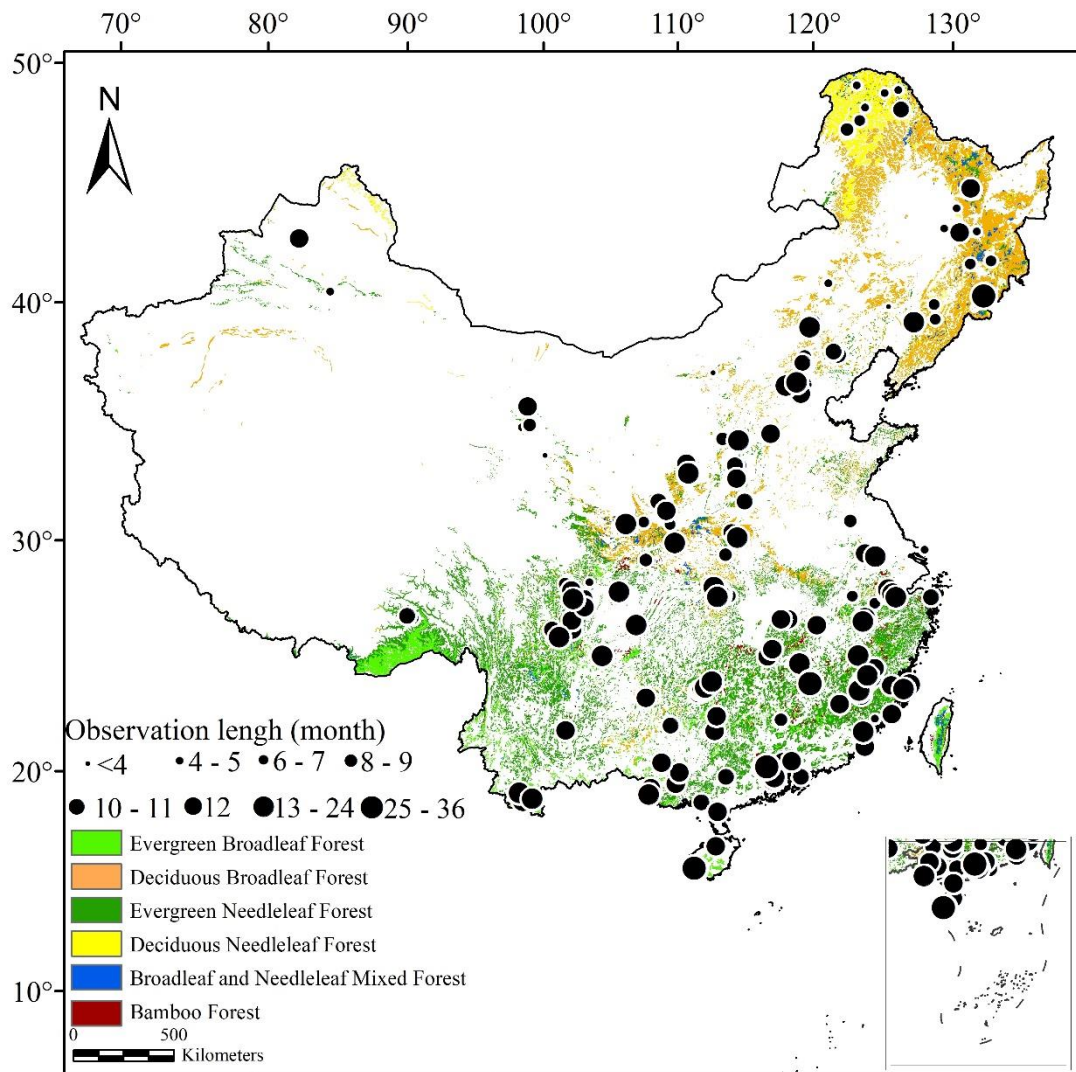 70° 80° 90° 100° 110° 120° 130°
50°
N
40°
30°
Observation lengh (month)
20°
<4 4 - 5 6 - 7 8 - 9
10 - 11 12 13 - 24 25 - 36
Evergreen Broadleaf Forest
Deciduous Broadleaf Forest
Evergreen Needleleaf Forest
Deciduous Needleleaf Forest
10°
Broadleaf and Needleleaf Mixed Forest
Bamboo Forest
0 500
Kilometers